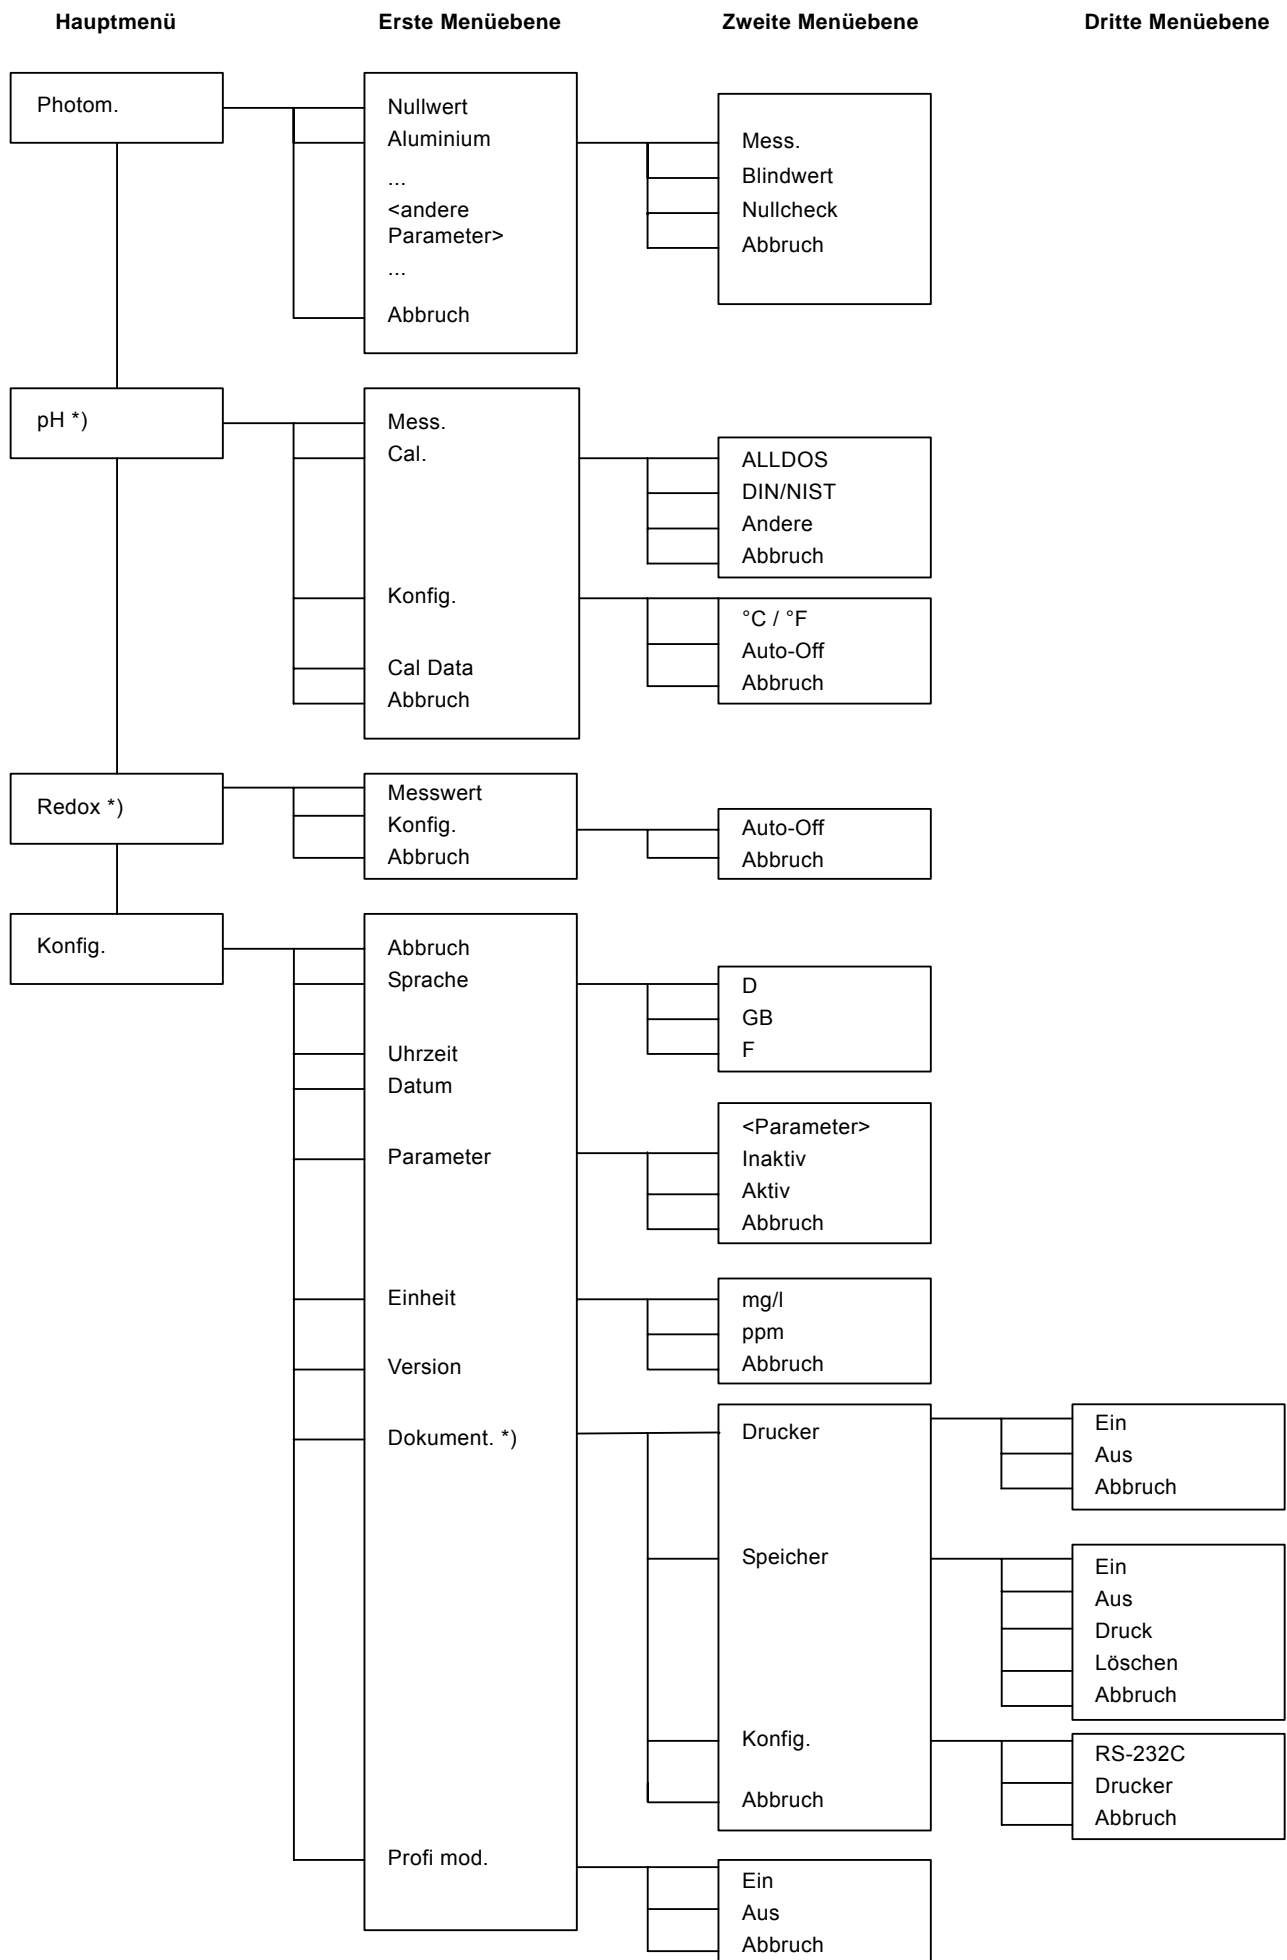 Hauptmenü Erste Menüebene Zweite Menüebene Dritte Menüebene
Photom.
Nullwert
Aluminium
...
<andere
Parameter>
...
Abbruch
Mess.
Blindwert
Nullcheck
Abbruch
pH *)
Mess.
Cal.
Konfig.
Cal Data
Abbruch
ALLDOS
DIN/NIST
Andere
Abbruch
°C / °F
Auto-Off
Abbruch
Redox *)
Messwert
Konfig.
Abbruch
Auto-Off
Abbruch
Konfig.
Abbruch
Sprache
Uhrzeit
Datum
Parameter
Einheit
Version
Dokument. *)
Profi mod.
D
GB
F
<Parameter>
Inaktiv
Aktiv
Abbruch
mg/l
ppm
Abbruch
Drucker
Speicher
Konfig.
Abbruch
Ein
Aus
Abbruch
Ein
Aus
Druck
Löschen
Abbruch
RS-232C
Drucker
Abbruch
Ein
Aus
Abbruch